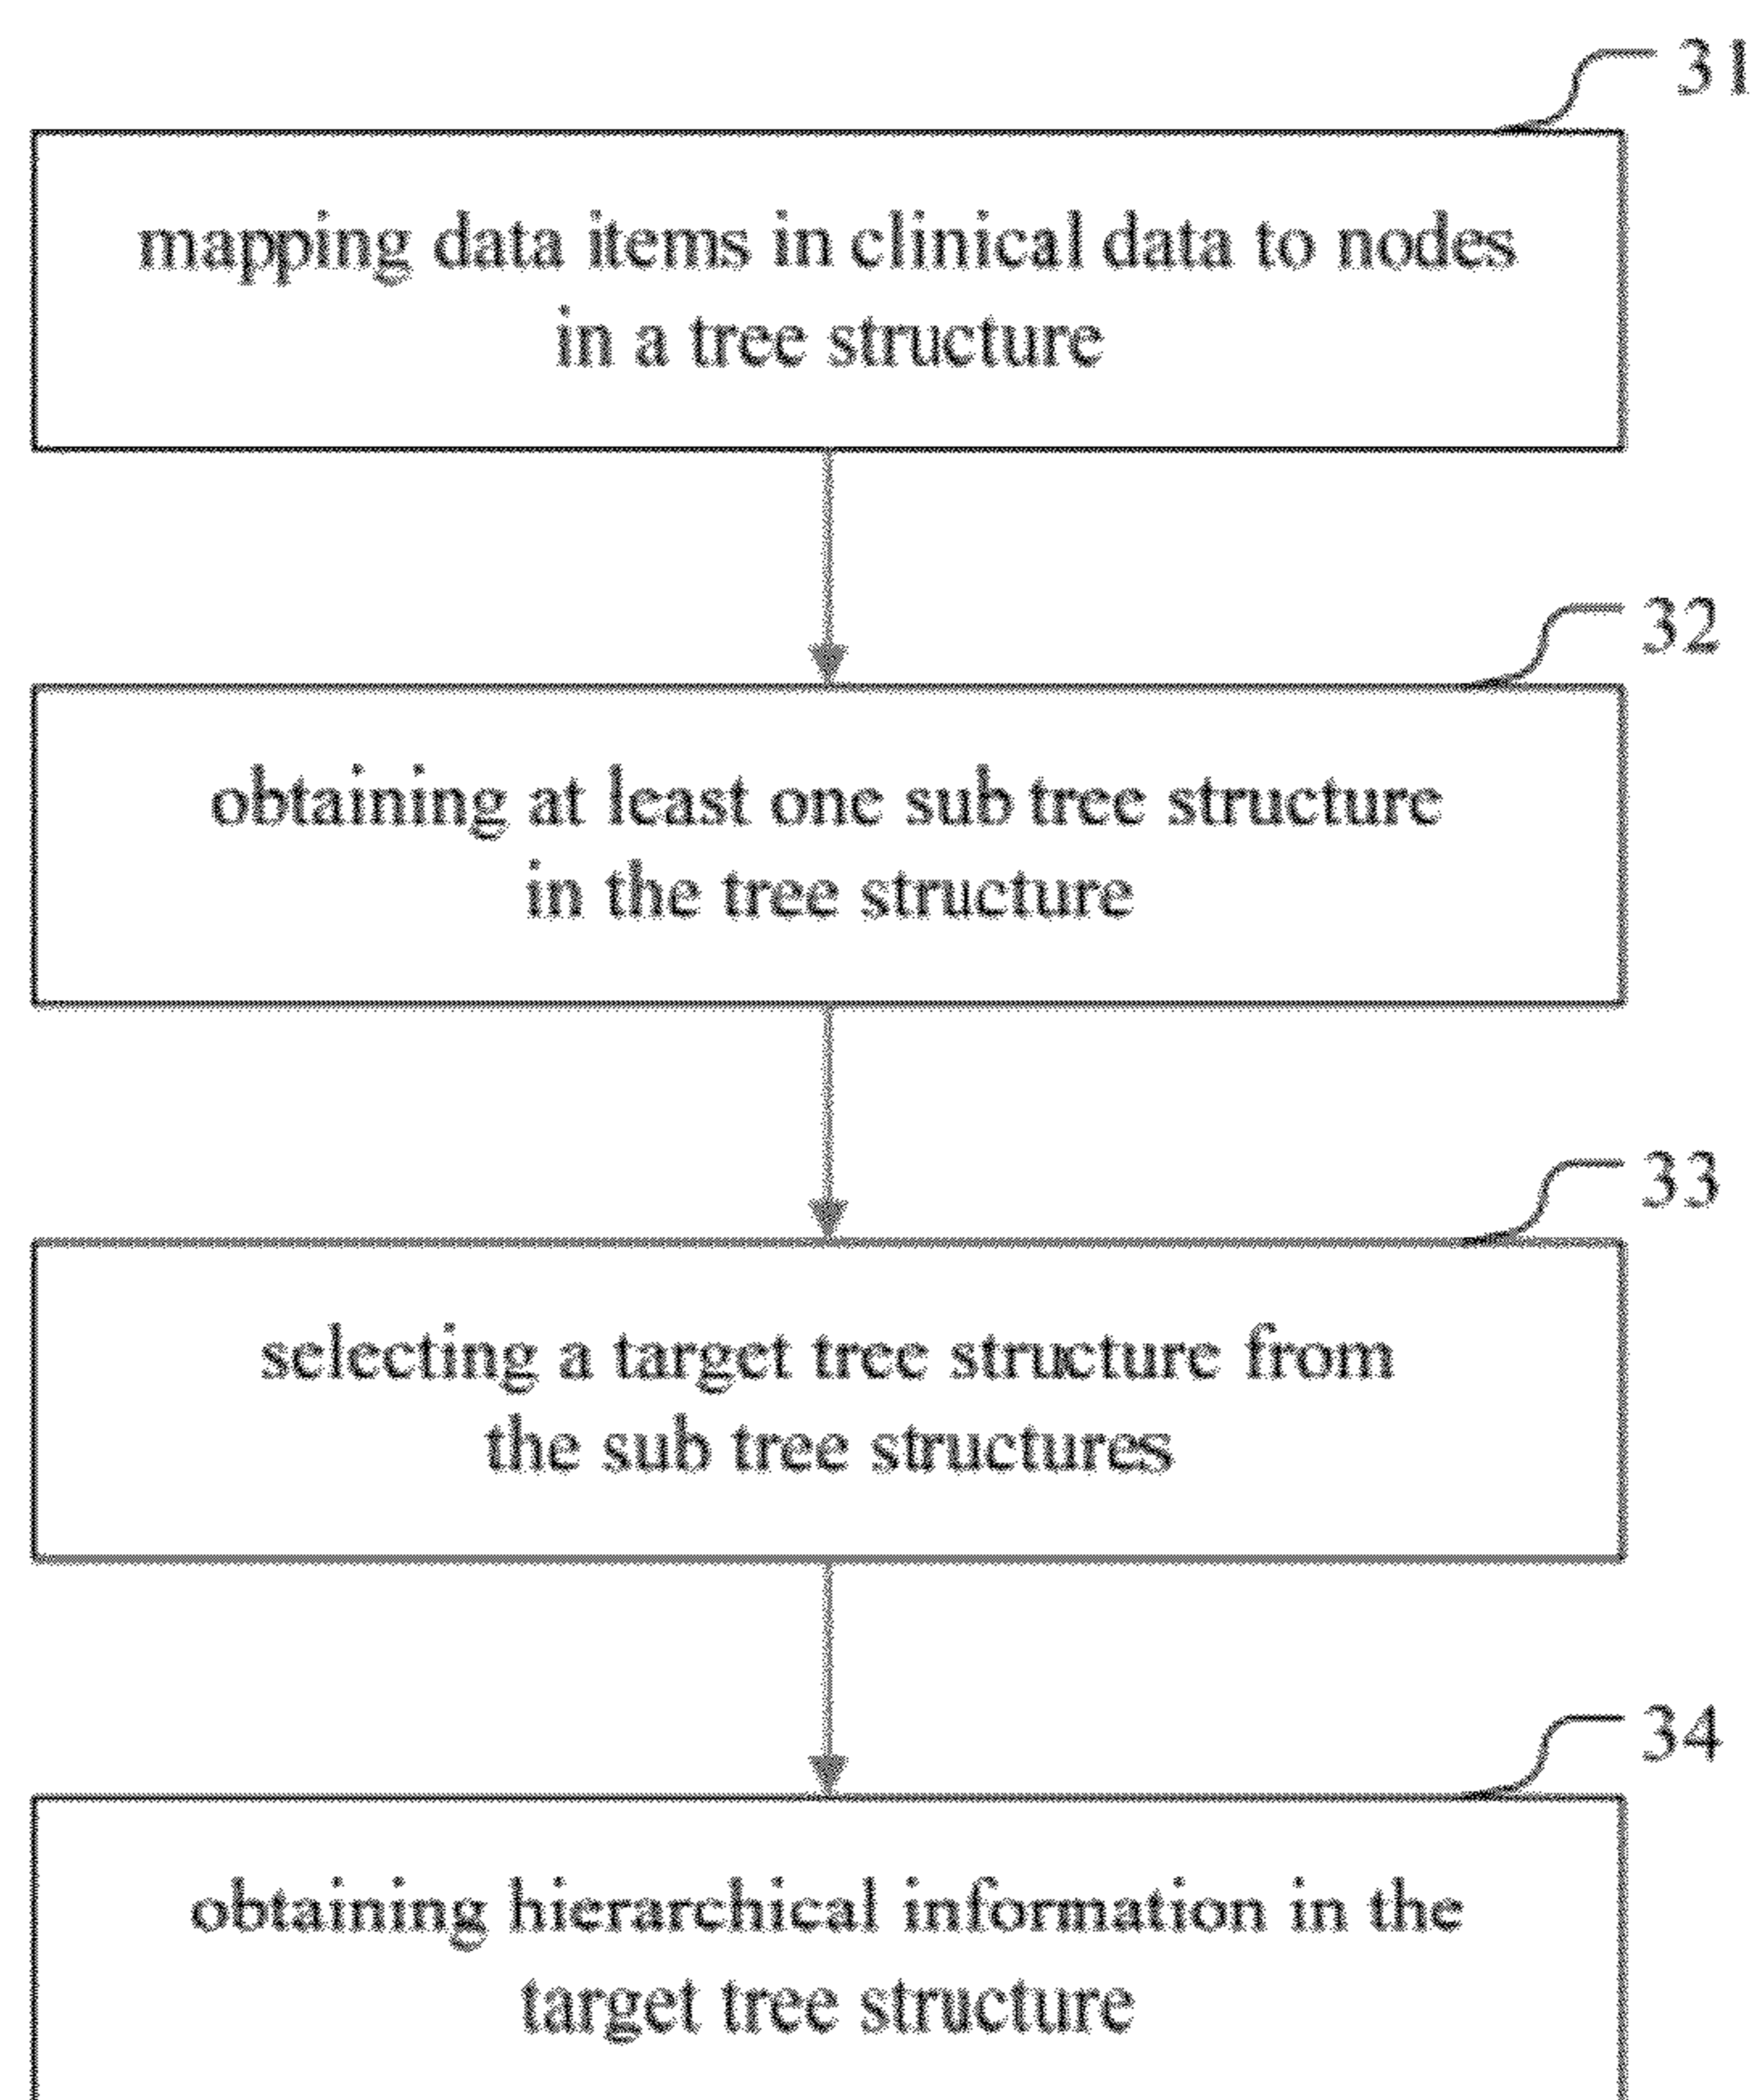 31
mapping data items in clinical data to nodes
in a tree structure
32
obtaining at least one sub tree structure
in the tree structure
33
selecting a target tree structure from
the sub tree structures
34
obtaining hierarchical information in the
target tree structure